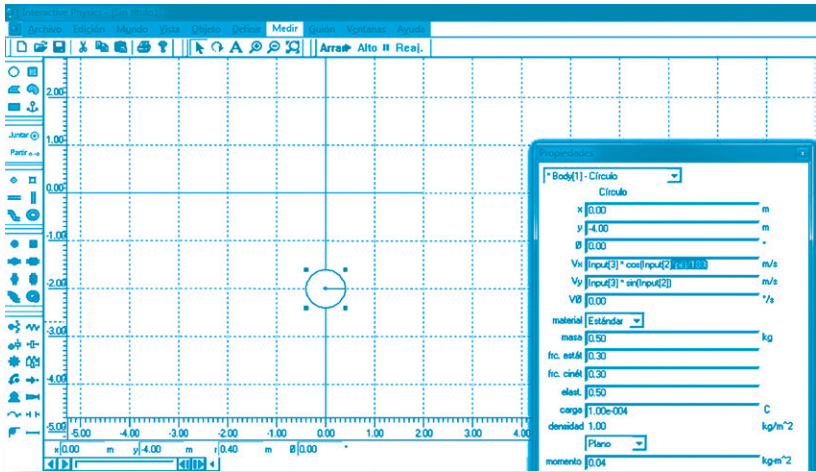 Interactive Physics - [Sin título1]
Archivo Edición Mundo Vista Objeto Definir Medir Guión Ventanas Ayuda
A Arrar Alto II Reaj.
Juntar
Partir
2.00
1.00
0.00
-1.00
-2.00
-3.00
-4.00
-5.00
-5.00 -4.00 -3.00 -2.00 -1.00 0.00 1.00 2.00 3.00 4.00
x 0.00 m y -4.00 m r 0.40 m Ø 0.00 °
Propiedades
* Body[1] - Círculo
Círculo
x 0.00 m
y -4.00 m
Ø 0.00 °
Vx Input[3] * cos(Input[2]*pi/180) m/s
Vy Input[3] * sin(Input[2]) m/s
VØ 0.00 °/s
material Estándar
masa 0.50 kg
frc. estát 0.30
frc. cinét 0.30
elast. 0.50
carga 1.00e-004 C
densidad 1.00 kg/m^2
Plano
momento 0.04 kg-m^2